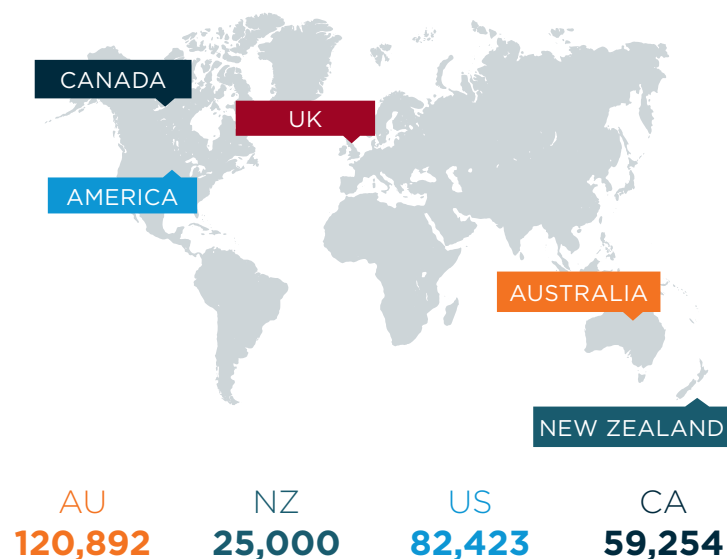 CANADA
UK
AMERICA
AUSTRALIA
NEW ZEALAND
AU
NZ
US
CA
120,892
25,000
82,423
59,254